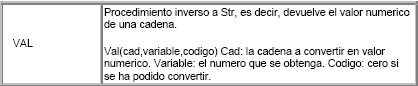 VAL
Procedimiento inverso a Str, es decir, devuelve el valor numerico
de una cadena.
Val(cad,variable,codigo) Cad: la cadena a convertir en valor
numerico. Variable: el numero que se obtenga. Codigo: cero si
se ha podido convertir.